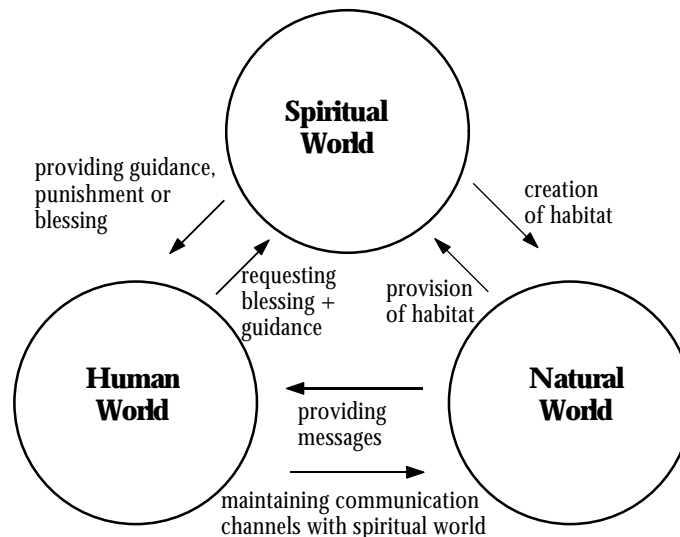 Spiritual
World
providing guidance,
punishment or
blessing
creation
of habitat
requesting
blessing +
guidance
provision
of habitat
Human
World
Natural
World
providing
messages
maintaining communication
channels with spiritual world